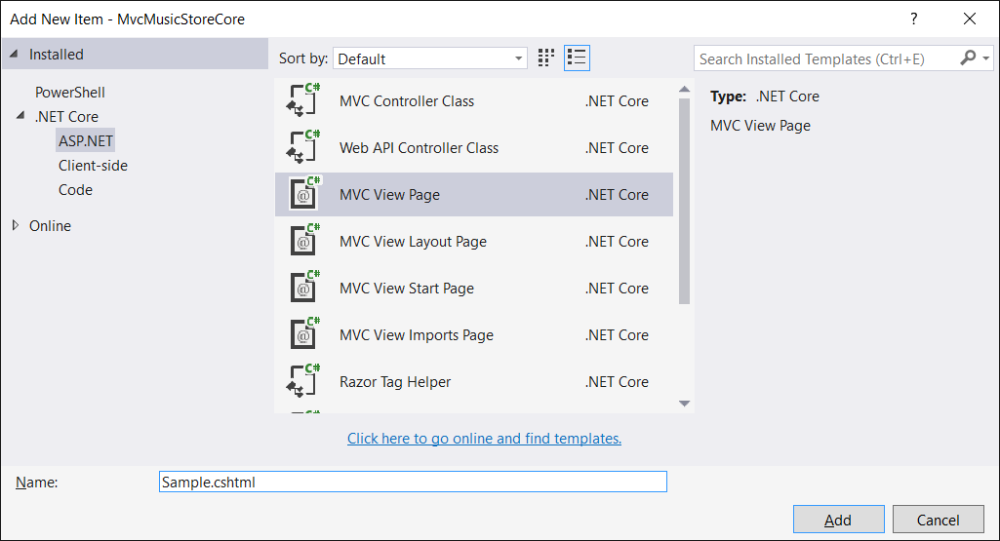 Add New Item - MvcMusicStoreCore
?
Installed
PowerShell
.NET Core
ASP.NET
Client-side
Code
Online
Sort by: Default
C# MVC Controller Class .NET Core
C# Web API Controller Class .NET Core
C# @ MVC View Page .NET Core
C# @ MVC View Layout Page .NET Core
C# @ MVC View Start Page .NET Core
C# @ MVC View Imports Page .NET Core
C# Razor Tag Helper .NET Core
Click here to go online and find templates.
Search Installed Templates (Ctrl+E)
Type: .NET Core
MVC View Page
Name: Sample.cshtml
Add Cancel